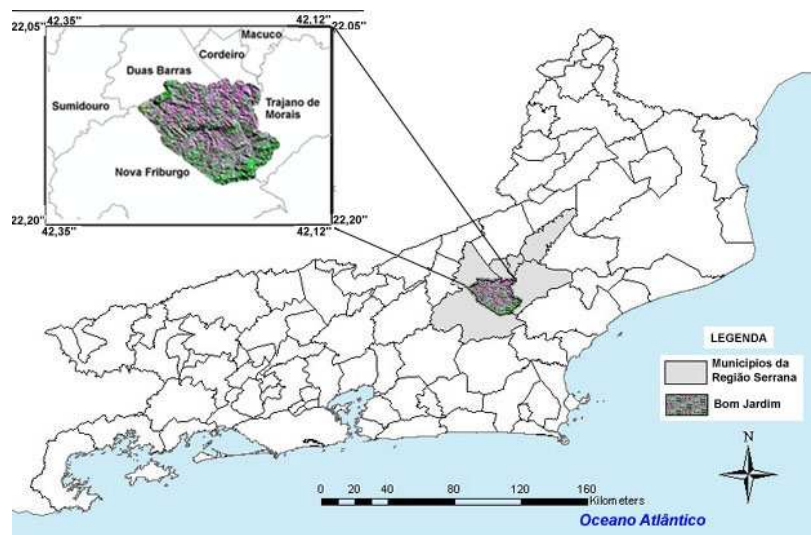 42,35"
42,12"
22,05"
22,05"
Macuco
Cordeiro
Duas Barras
Sumidouro
Trajano de
Morais
Nova Friburgo
22,20"
22,20"
42,35"
42,12"
LEGENDA
Municípios da
Região Serrana
Bom Jardim
N
0 20 40 80 120 160
Kilometers
Oceano Atlântico